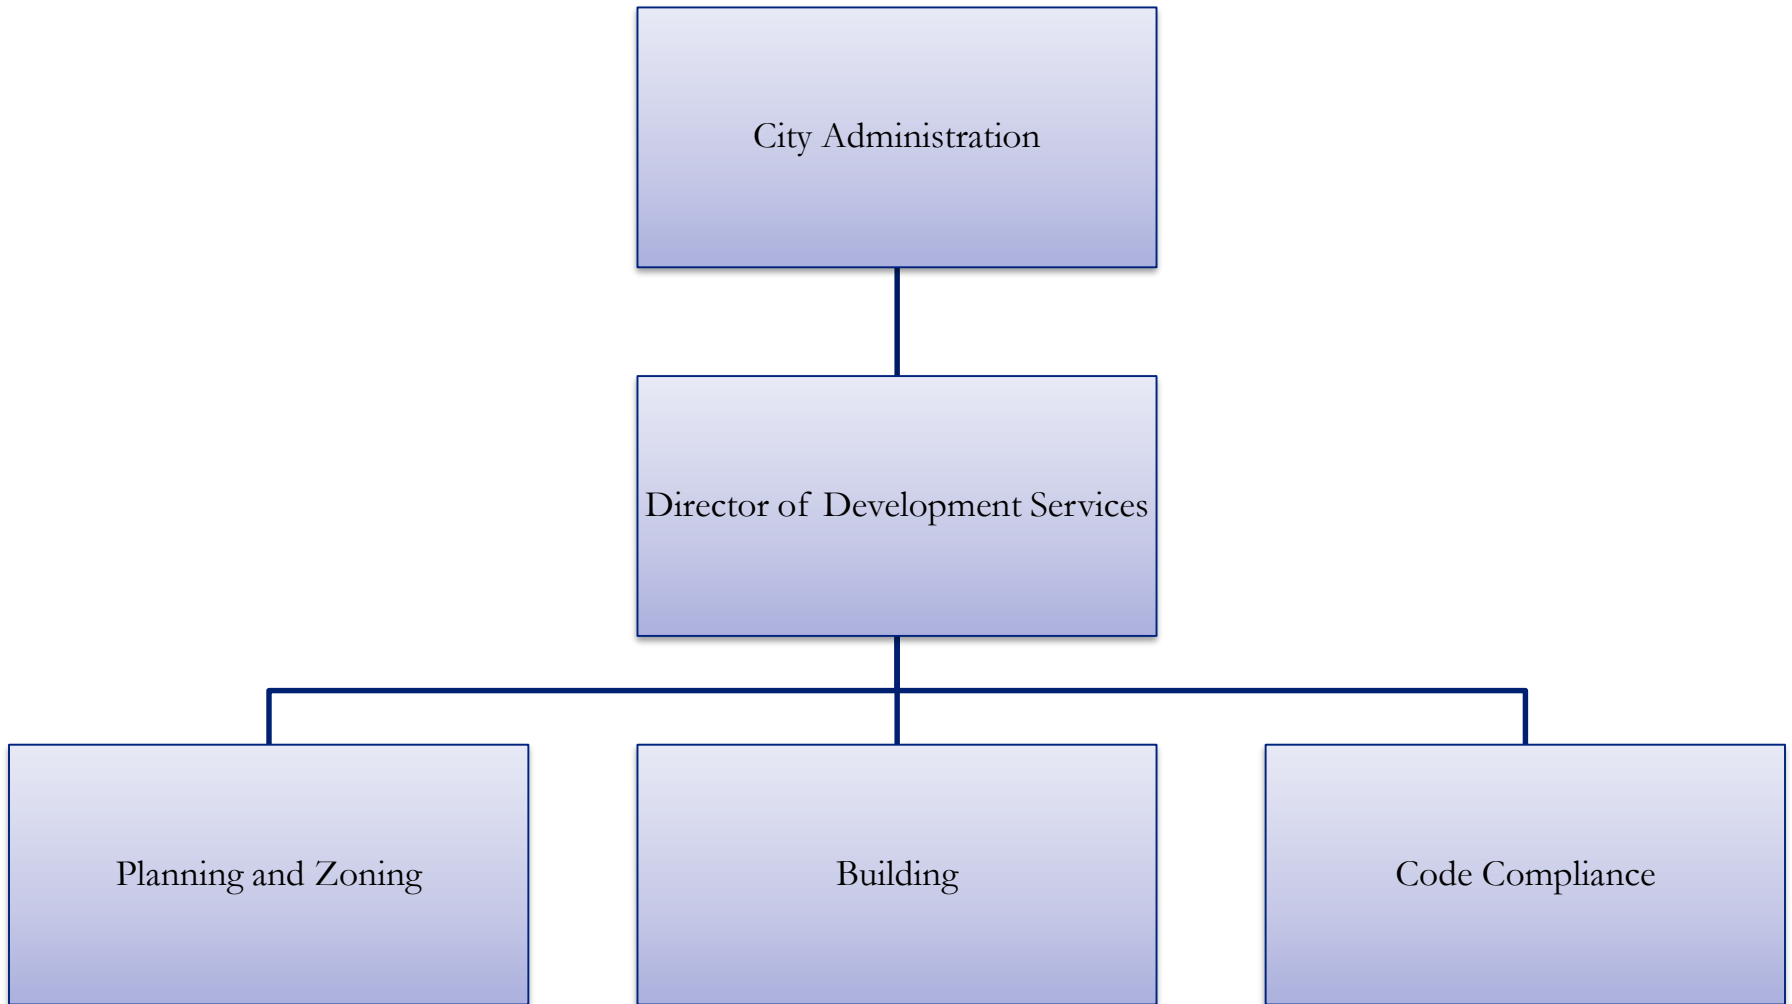 City Administration
Director of Development Services
Planning and Zoning
Building
Code Compliance